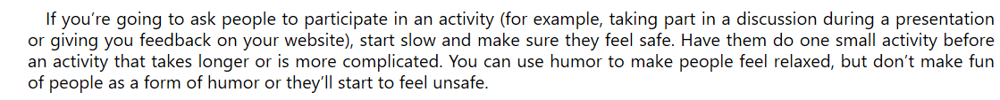 If you’re going to ask people to participate in an activity (for example, taking part in a discussion during a presentation
or giving you feedback on your website), start slow and make sure they feel safe. Have them do one small activity before
an activity that takes longer or is more complicated. You can use humor to make people feel relaxed, but don’t make fun
of people as a form of humor or they’ll start to feel unsafe.